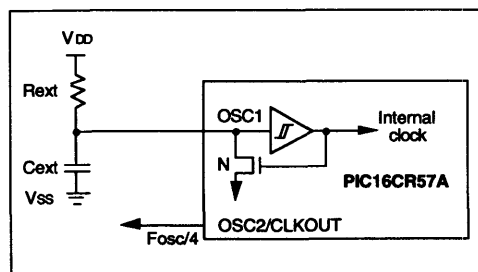 VDD
Rext
OSC1
Internal
clock
Cext
N
PIC16CR57A
VSS
Fosc/4
OSC2/CLKOUT